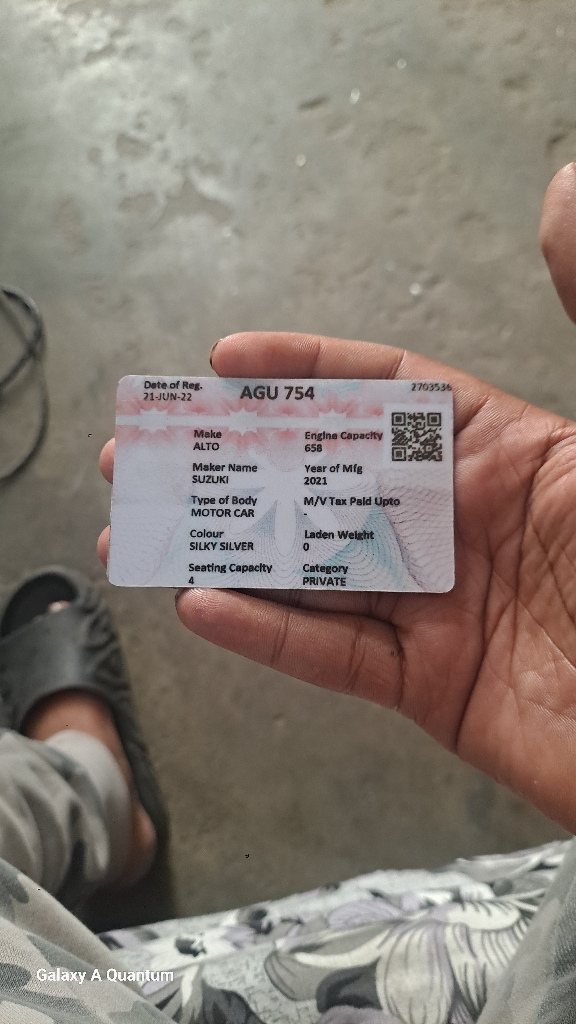 Date of Reg. AGU 754 2703536
21-JUN-22
Make Engine Capacity
ALTO 658
Maker Name Year of Mfg
SUZUKI 2021
Type of Body M/V Tax Paid Upto
MOTOR CAR -
Colour Laden Weight
SILKY SILVER 0
Seating Capacity Category
4 PRIVATE
Galaxy A Quantum